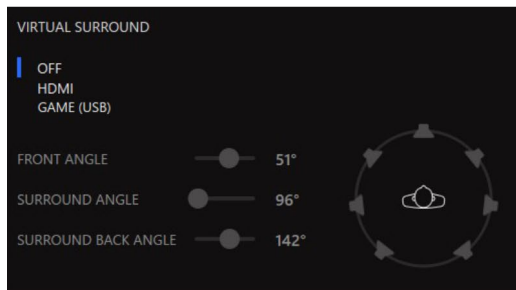 VIRTUAL SURROUND
OFF
HDMI
GAME (USB)
FRONT ANGLE 51°
SURROUND ANGLE 96°
SURROUND BACK ANGLE 142°